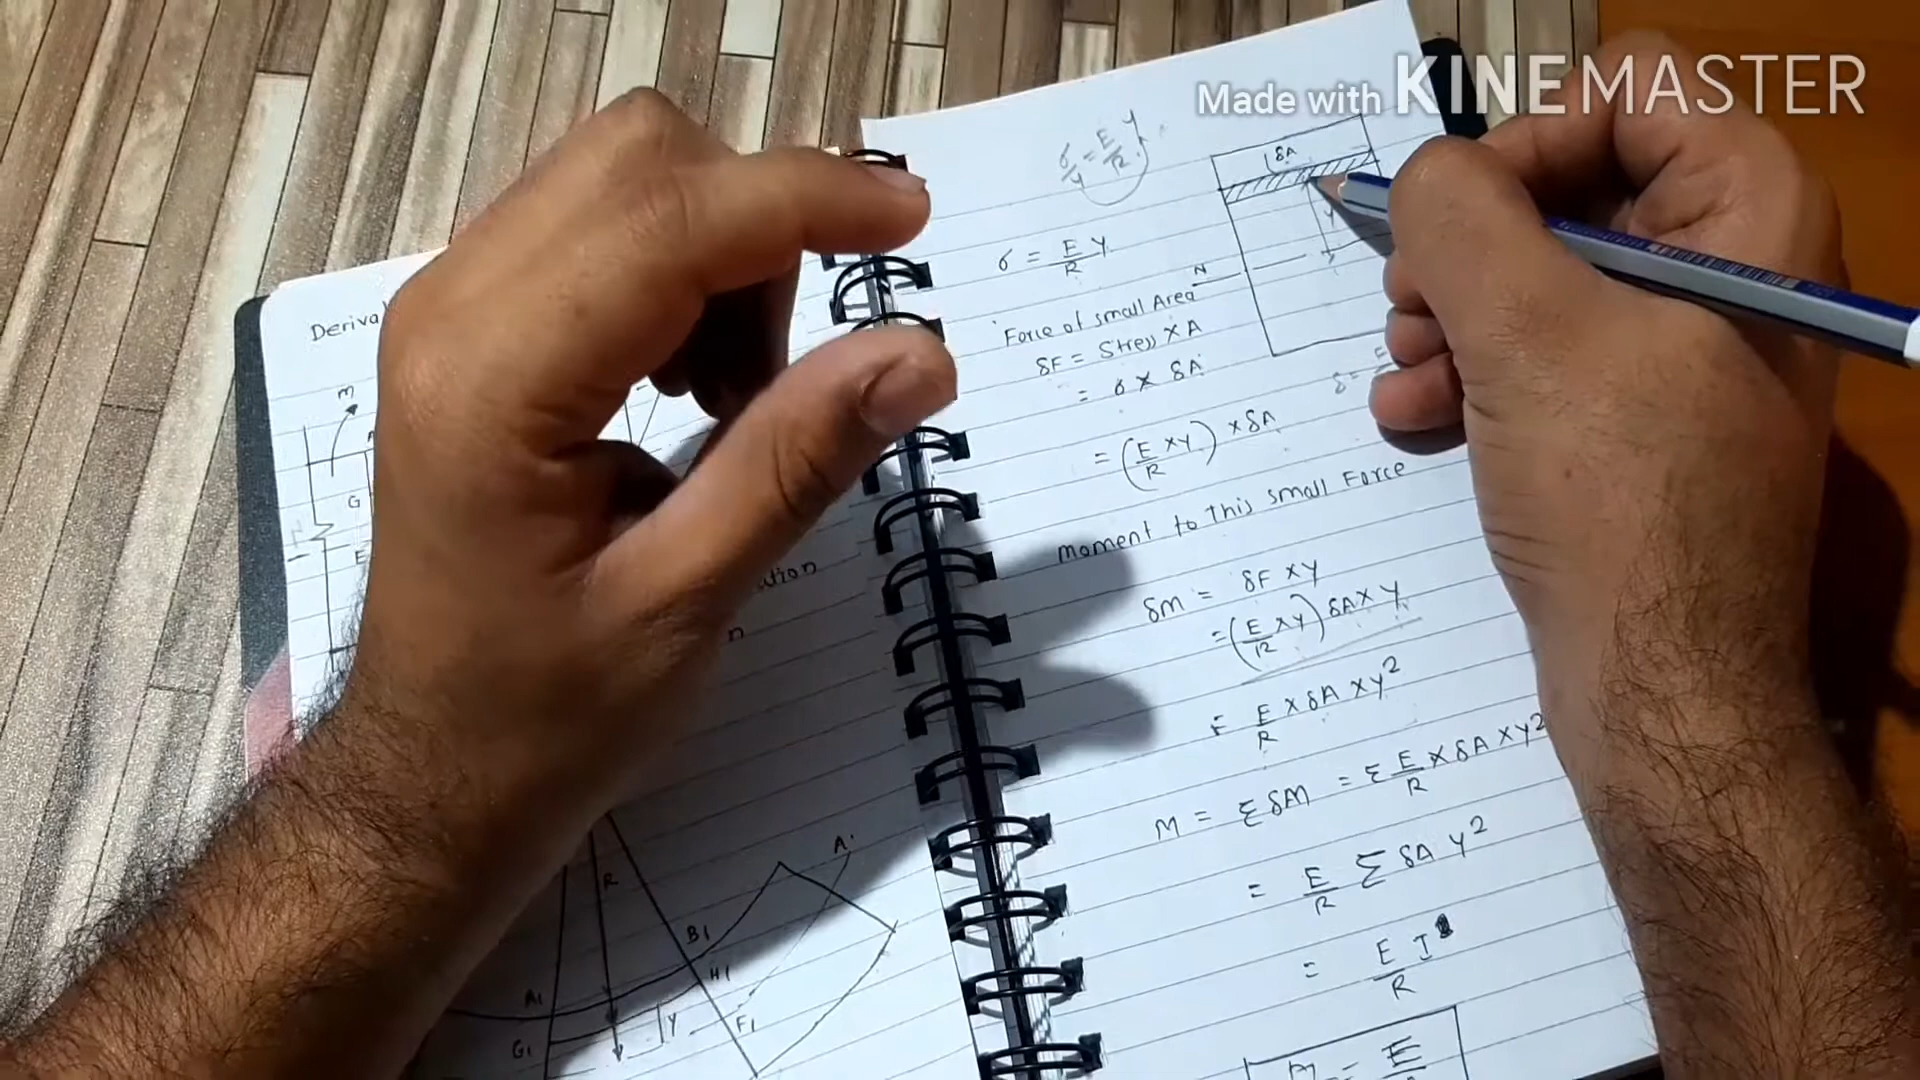 Made with KINEMASTER
Deriva
m
G
E
ution
n
R
A'
B1
H1
A1
G1
F1
Y
σ/y = E/R y
δA
y
N
σ = E/R y
Force of small Area
δF = Stress × A
= σ × δA
= (E/R × y) × δA
moment to this small Force
δM = δF × y
= (E/R × y) δA × y
= E/R × δA × y²
M = Σ δM = Σ E/R × δA × y²
= E/R Σ δA y²
= E/R I